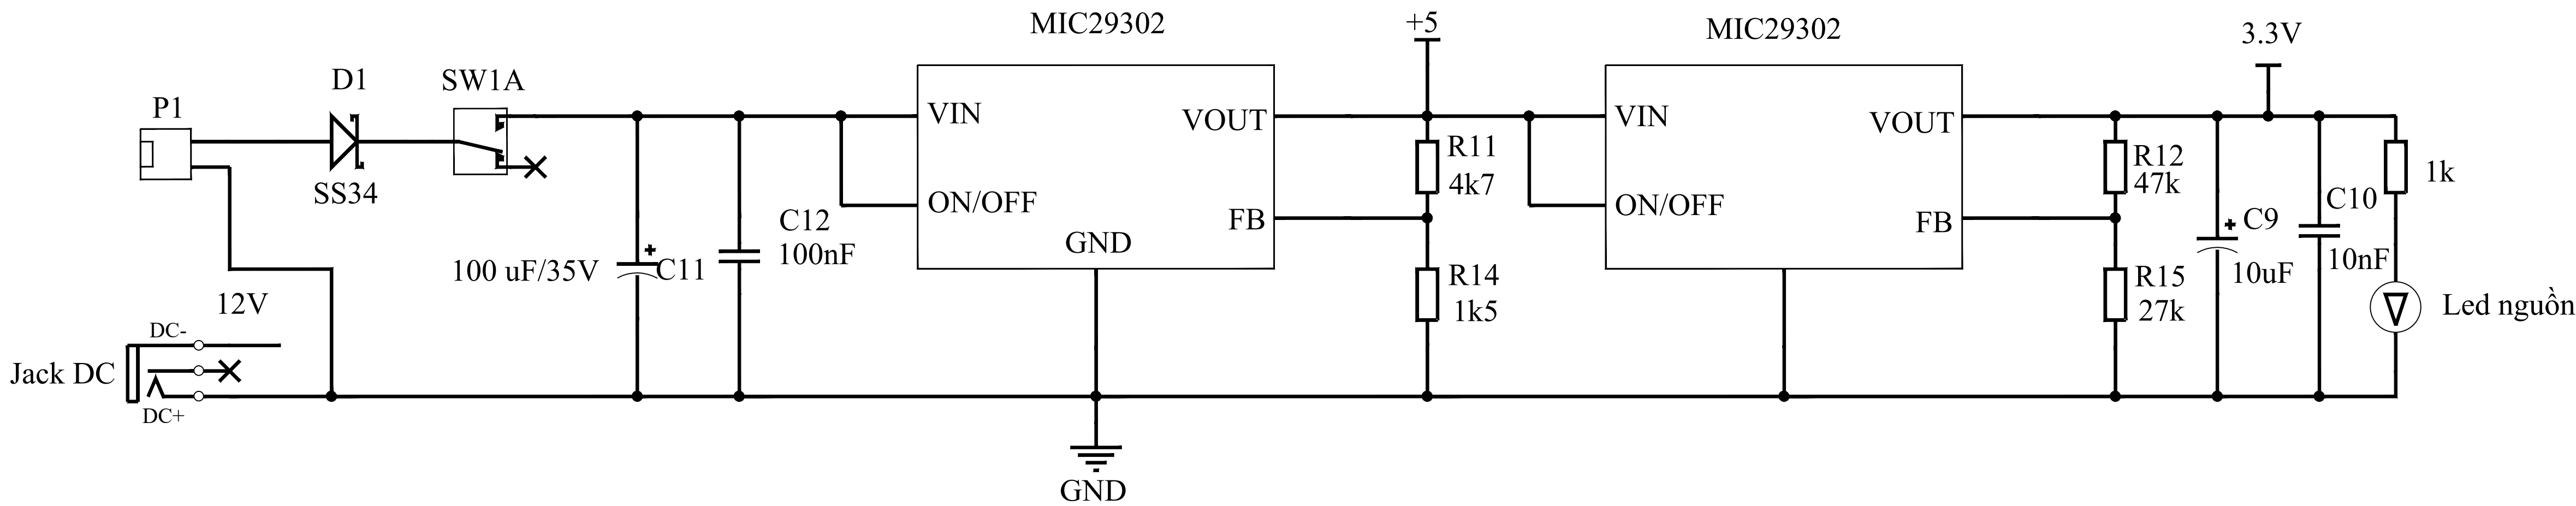 MIC29302
+5
MIC29302
3.3V
D1
SW1A
P1
VIN
VOUT
VIN
VOUT
R11
4k7
R12
47k
1k
SS34
ON/OFF
FB
ON/OFF
FB
C10
10nF
C12
100nF
GND
C9
10uF
100 uF/35V
C11
R14
1k5
R15
27k
12V
Led nguồn
DC-
Jack DC
DC+
GND